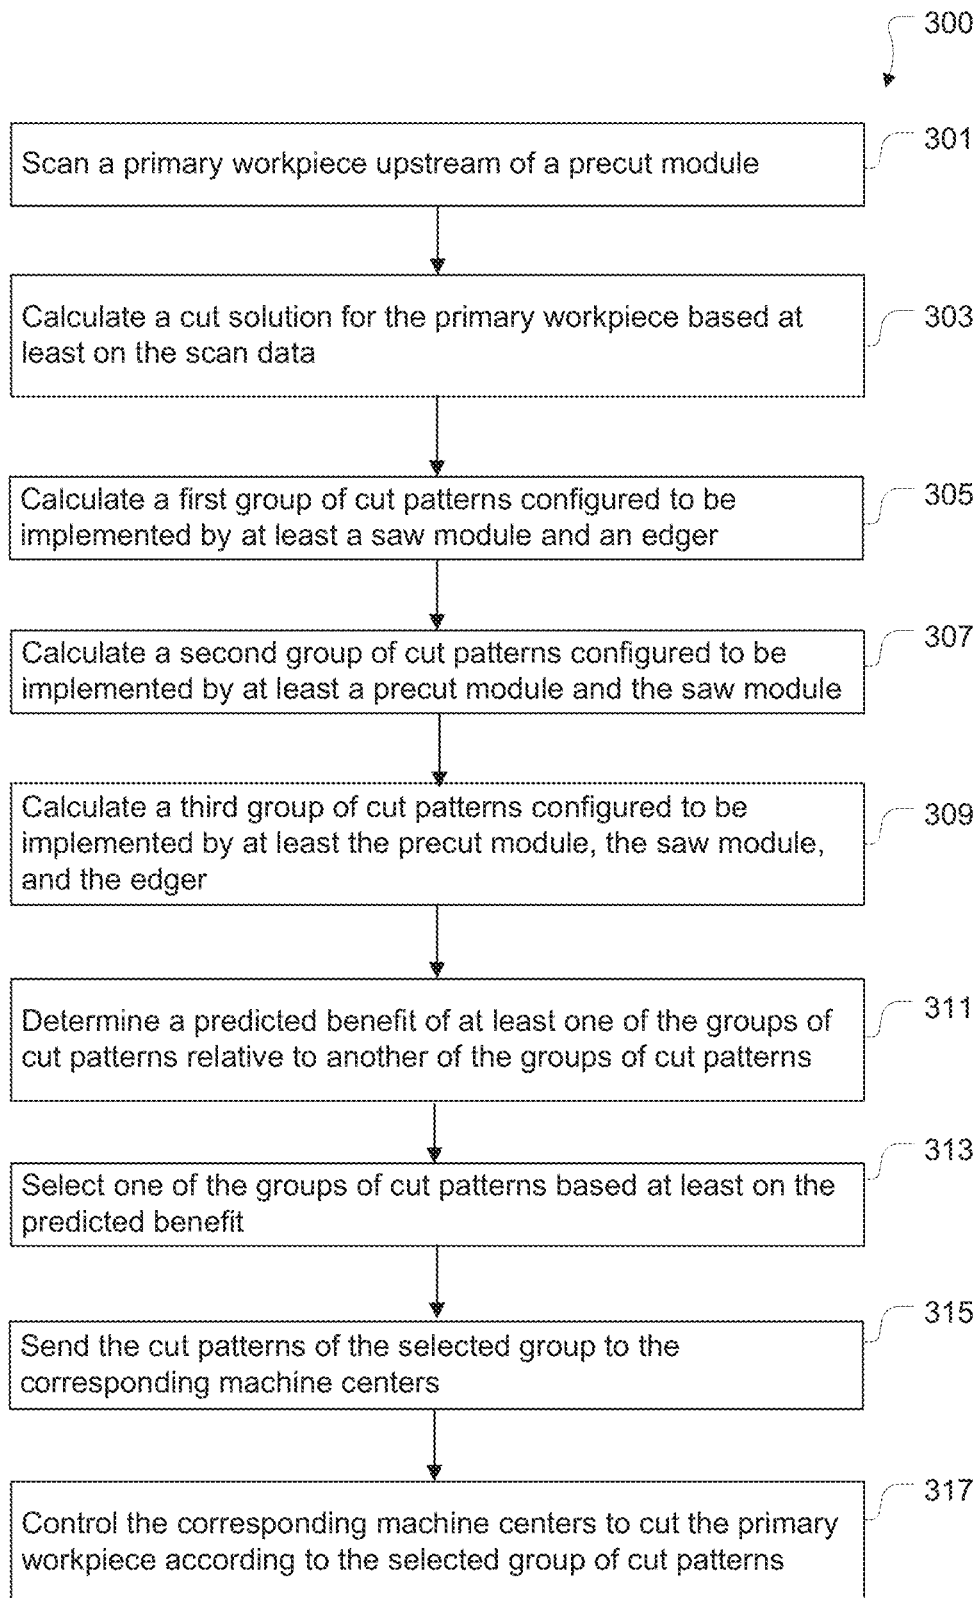 300
301
Scan a primary workpiece upstream of a precut module
303
Calculate a cut solution for the primary workpiece based at
least on the scan data
305
Calculate a first group of cut patterns configured to be
implemented by at least a saw module and an edger
307
Calculate a second group of cut patterns configured to be
implemented by at least a precut module and the saw module
309
Calculate a third group of cut patterns configured to be
implemented by at least the precut module, the saw module,
and the edger
311
Determine a predicted benefit of at least one of the groups of
cut patterns relative to another of the groups of cut patterns
313
Select one of the groups of cut patterns based at least on the
predicted benefit
315
Send the cut patterns of the selected group to the
corresponding machine centers
317
Control the corresponding machine centers to cut the primary
workpiece according to the selected group of cut patterns